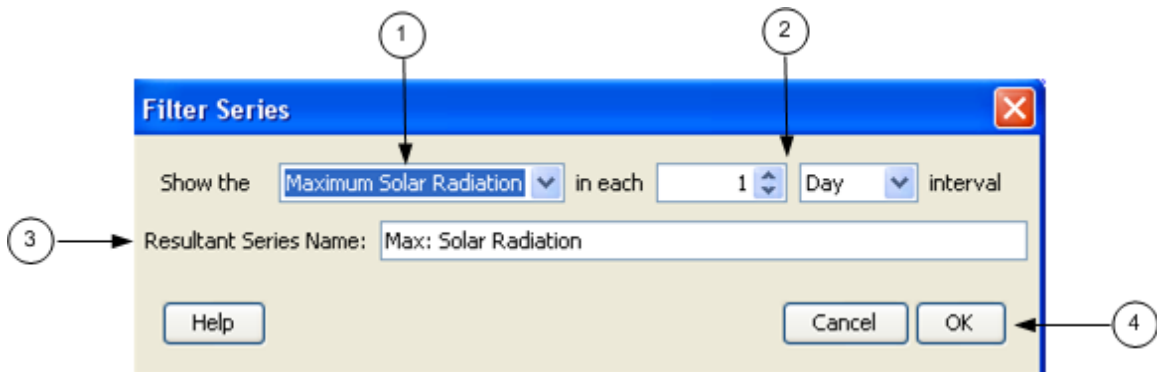 1
2
Filter Series
Show the Maximum Solar Radiation in each 1 Day interval
3
Resultant Series Name: Max: Solar Radiation
Help Cancel OK
4